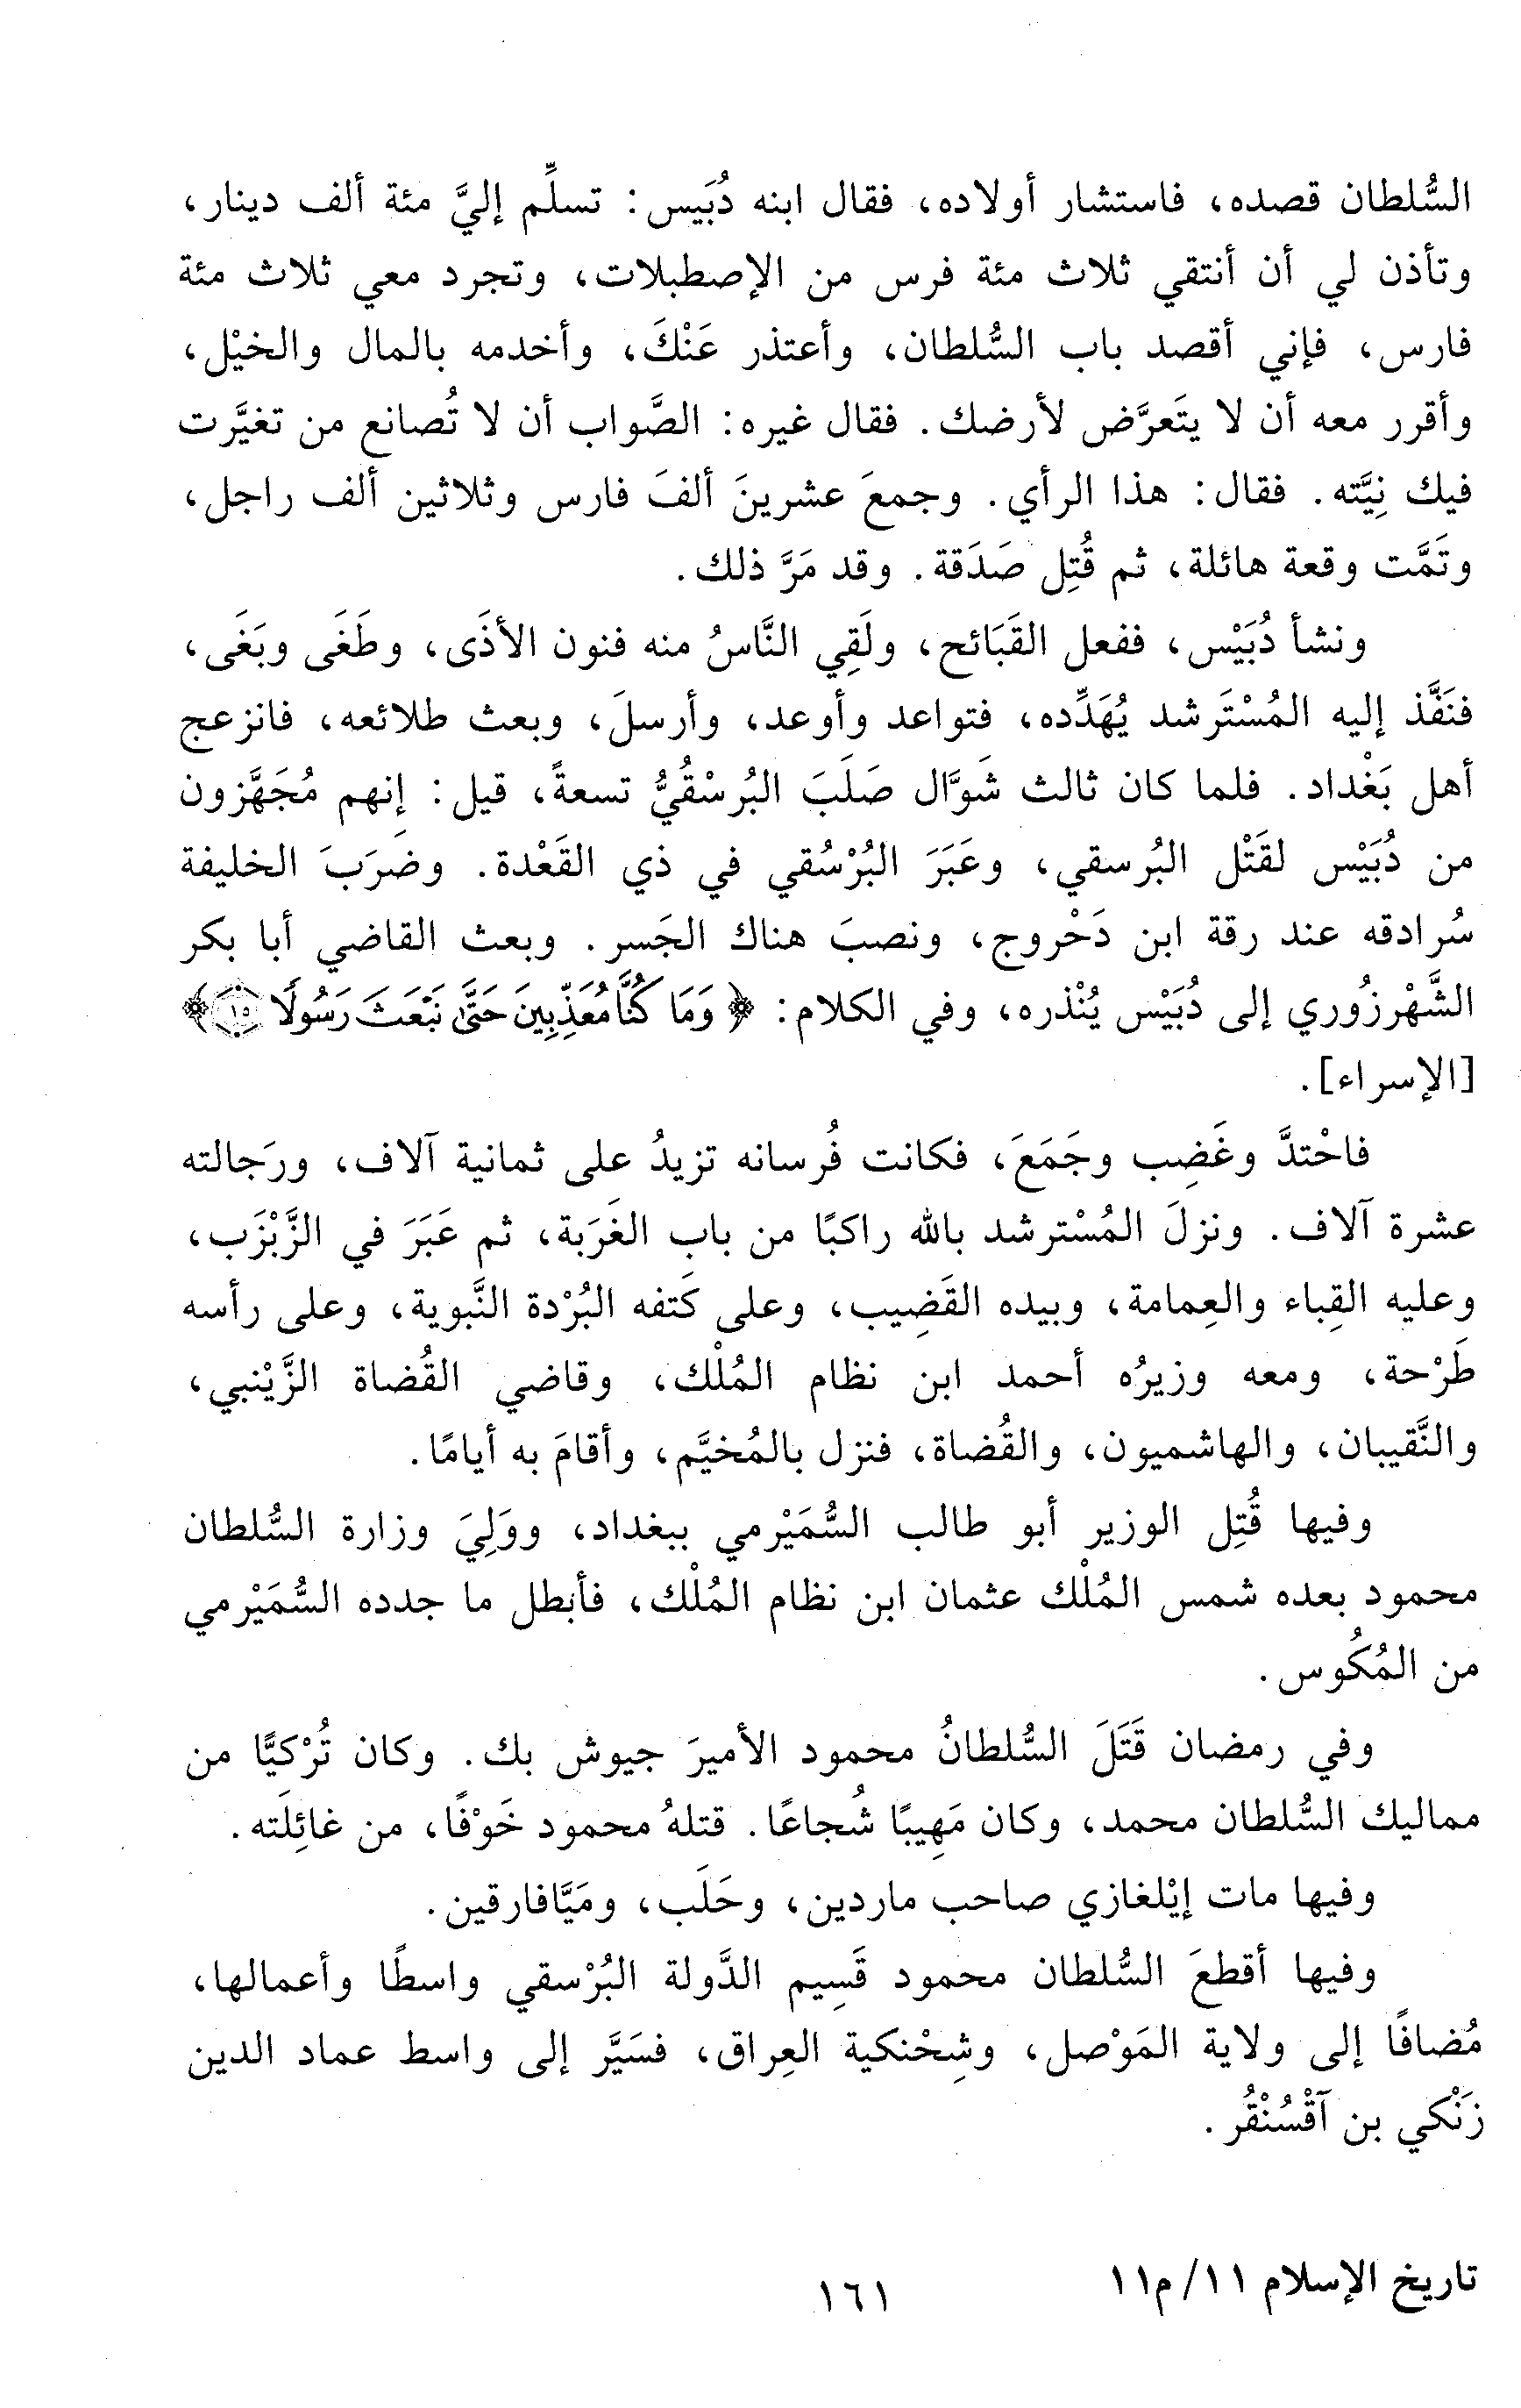 السُّلطان قصده، فاستشار أولاده، فقال ابنه دُبَيس: تسلِّم إليَّ مئة ألف دينار،
وتأذن لي أن أنتقي ثلاث مئة فرس من الإصطبلات، وتجرد معي ثلاث مئة
فارس، فإني أقصد باب السُّلطان، وأعتذر عَنْكَ، وأخدمه بالمال والخيْل،
وأقرر معه أن لا يتَعرَّض لأرضك. فقال غيره: الصَّواب أن لا تُصانع من تغيَّرت
فيك نِيَّته. فقال: هذا الرأي. وجمعَ عشرينَ ألفَ فارس وثلاثين ألف راجل،
وتَمَّت وقعة هائلة، ثم قُتِل صَدَقة. وقد مَرَّ ذلك.
ونشأ دُبَيْس، ففعل القَبَائح، ولَقِي النَّاسُ منه فنون الأذَى، وطَغَى وبَغَى،
فنَفَّذ إليه المُسْتَرشد يُهَدِّده، فتواعد وأوعد، وأرسلَ، وبعث طلائعه، فانزعج
أهل بَغْداد. فلما كان ثالث شَوَّال صَلَبَ البُرسْقُيُّ تسعةً، قيل: إنهم مُجَهَّزون
من دُبَيْس لقَتْل البُرسقي، وعَبَرَ البُرْسُقي في ذي القَعْدة. وضَرَبَ الخليفة
سُرادقه عند رقة ابن دَحْروج، ونصبَ هناك الجَسر. وبعث القاضي أبا بكر
الشَّهْرزُوري إلى دُبَيْس يُنْذره، وفي الكلام: ﴿وَمَا كُنَّا مُعَذِّبِينَ حَتَّىٰ نَبْعَثَ رَسُولًا ١٥﴾
[الإسراء].
فاحْتدَّ وغَضِب وجَمَعَ، فكانت فُرسانه تزيدُ على ثمانية آلاف، ورَجالته
عشرة آلاف. ونزلَ المُسْترشد بالله راكبًا من باب الغَرَبة، ثم عَبَرَ في الزَّبْزَب،
وعليه القِباء والعِمامة، وبيده القَضِيب، وعلى كَتفه البُرْدة النَّبوية، وعلى رأسه
طَرْحة، ومعه وزيرُه أحمد ابن نظام المُلْك، وقاضي القُضاة الزَّيْنبي،
والنَّقيبان، والهاشميون، والقُضاة، فنزل بالمُخيَّم، وأقامَ به أيامًا.
وفيها قُتِل الوزير أبو طالب السُّمَيْرمي ببغداد، ووَلِيَ وزارة السُّلطان
محمود بعده شمس المُلْك عثمان ابن نظام المُلْك، فأبطل ما جدده السُّمَيْرمي
من المُكُوس.
وفي رمضان قَتَلَ السُّلطانُ محمود الأميرَ جيوش بك. وكان تُرْكيًّا من
مماليك السُّلطان محمد، وكان مَهِيبًا شُجاعًا. قتلهُ محمود خَوْفًا، من غائِلَته.
وفيها مات إيْلغازي صاحب ماردين، وحَلَب، ومَيَّافارقين.
وفيها أقطعَ السُّلطان محمود قَسِيم الدَّولة البُرْسقي واسطًا وأعمالها،
مُضافًا إلى ولاية المَوْصل، وشِحْنكية العِراق، فسَيَّر إلى واسط عماد الدين
زَنْكي بن آقْسُنْقُر.
تاريخ الإسلام ١١/ م١١
١٦١